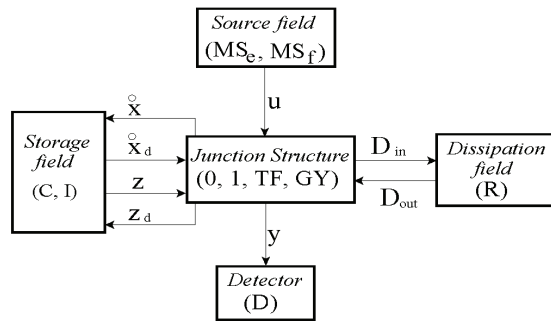 Source field
(MSe, MSf)
u
x̊
Storage
field
(C, I)
x̊d
z
zd
Junction Structure
(0, 1, TF, GY)
Din
Dout
Dissipation
field
(R)
y
Detector
(D)